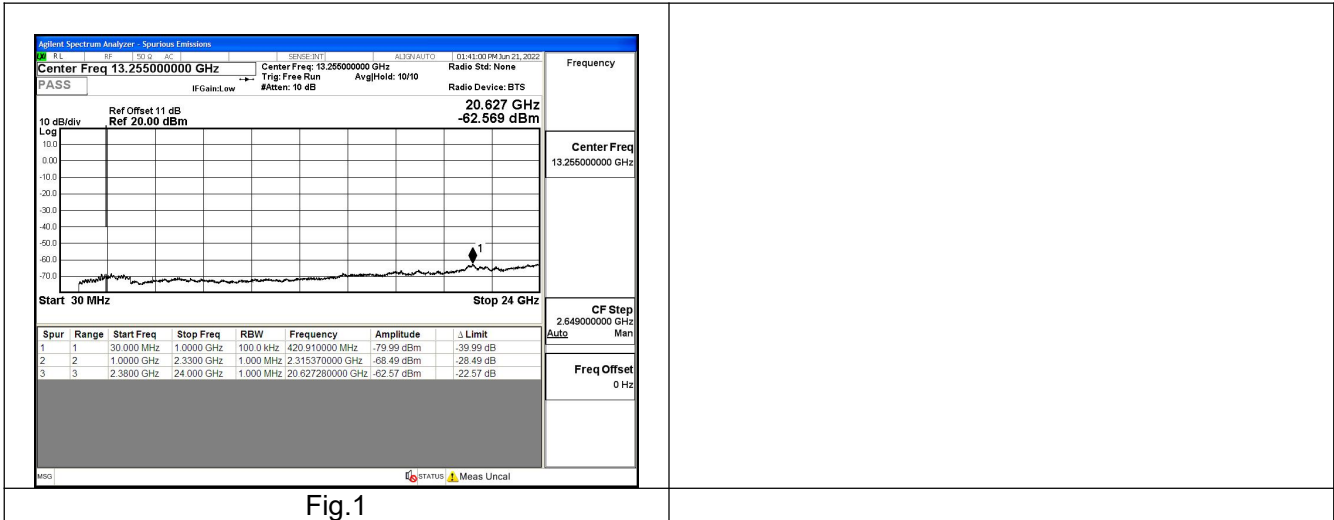 Agilent Spectrum Analyzer - Spurious Emissions
RL RF 50 Ω AC SENSE:INT ALIGN AUTO 01:41:00 PM Jun 21, 2022
Center Freq 13.255000000 GHz Center Freq: 13.255000000 GHz Radio Std: None
Trig: Free Run Avg|Hold: 10/10
PASS IFGain:Low #Atten: 10 dB Radio Device: BTS
Frequency
20.627 GHz
-62.569 dBm
Ref Offset 11 dB
10 dB/div Ref 20.00 dBm
Log
10.0
0.00
-10.0
-20.0
-30.0
-40.0
-50.0
-60.0
-70.0
1
Start 30 MHz Stop 24 GHz
Center Freq
13.255000000 GHz
CF Step
2.649000000 GHz
Auto Man
Freq Offset
0 Hz
Spur Range Start Freq Stop Freq RBW Frequency Amplitude Δ Limit
1 1 30.000 MHz 1.0000 GHz 100.0 kHz 420.910000 MHz -79.99 dBm -39.99 dB
2 2 1.0000 GHz 2.3300 GHz 1.000 MHz 2.315370000 GHz -68.49 dBm -28.49 dB
3 3 2.3800 GHz 24.000 GHz 1.000 MHz 20.627280000 GHz -62.57 dBm -22.57 dB
MSG STATUS Meas Uncal
Fig.1